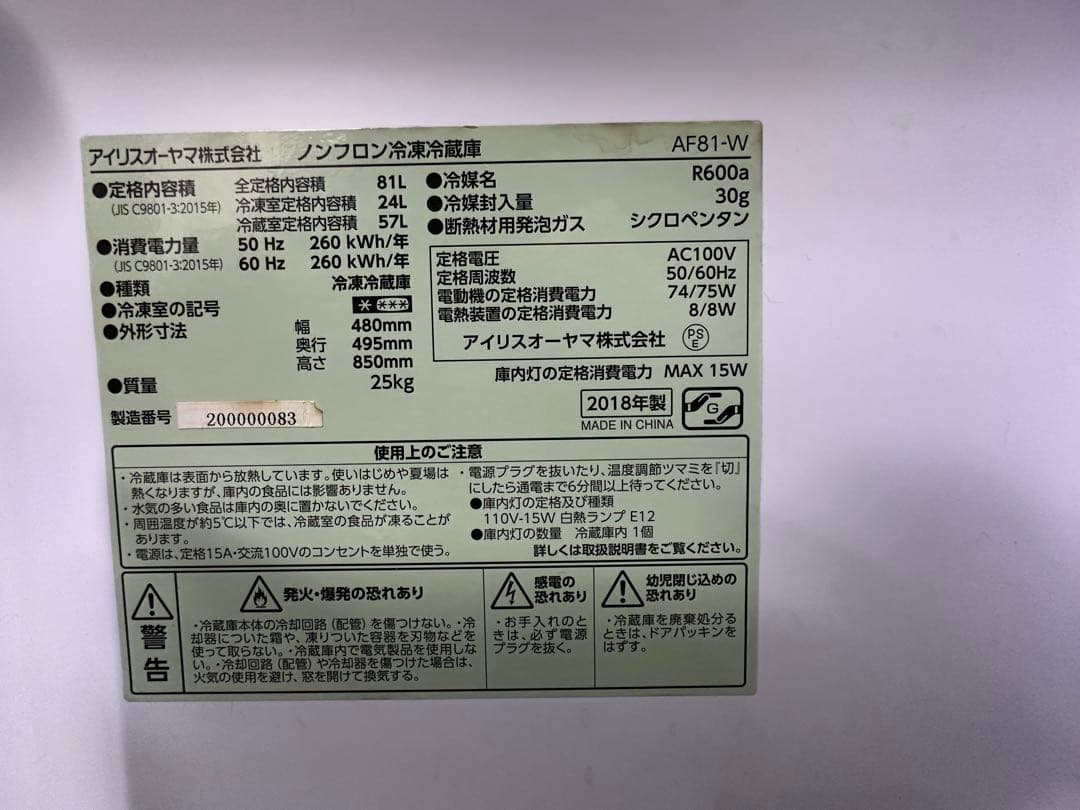 アイリスオーヤマ株式会社 ノンフロン冷凍冷蔵庫 AF81-W
●定格内容積 全定格内容積 81L
(JIS C9801-3:2015年) 冷凍室定格内容積 24L
冷蔵室定格内容積 57L
●消費電力量 50 Hz 260 kWh/年
(JIS C9801-3:2015年) 60 Hz 260 kWh/年
●種類 冷凍冷蔵庫
●冷凍室の記号 * ***
●外形寸法 幅 480mm
奥行 495mm
高さ 850mm
●質量 25kg
製造番号 200000083
●冷媒名 R600a
●冷媒封入量 30g
●断熱材用発泡ガス シクロペンタン
定格電圧 AC100V
定格周波数 50/60Hz
電動機の定格消費電力 74/75W
電熱装置の定格消費電力 8/8W
アイリスオーヤマ株式会社 PS E
庫内灯の定格消費電力 MAX 15W
2018年製 G
MADE IN CHINA
使用上のご注意
・冷蔵庫は表面から放熱しています。使いはじめや夏場は
熱くなりますが、庫内の食品には影響ありません。
・水気の多い食品は庫内の奥に置かないでください。
・周囲温度が約5℃以下では、冷蔵室の食品が凍ることが
あります。
・電源は、定格15A・交流100Vのコンセントを単独で使う。
・電源プラグを抜いたり、温度調節ツマミを『切』
にしたら通電まで6分間以上待ってください。
●庫内灯の定格及び種類
110V-15W 白熱ランプ E12
●庫内灯の数量 冷蔵庫内 1個
詳しくは取扱説明書をご覧ください。
警告
発火・爆発の恐れあり
・冷蔵庫本体の冷却回路（配管）を傷つけない。・冷
却器についた霜や、凍りついた容器を刃物などを
使って取らない。・冷蔵庫内で電気製品を使用しな
い。・冷却回路（配管）や冷却器を傷つけた場合は、
火気の使用を避け、窓を開けて換気する。
感電の
恐れあり
・お手入れのと
きは、必ず電源
プラグを抜く。
幼児閉じ込めの
恐れあり
・冷蔵庫を廃棄処分る
ときは、ドアパッキンを
はずす。